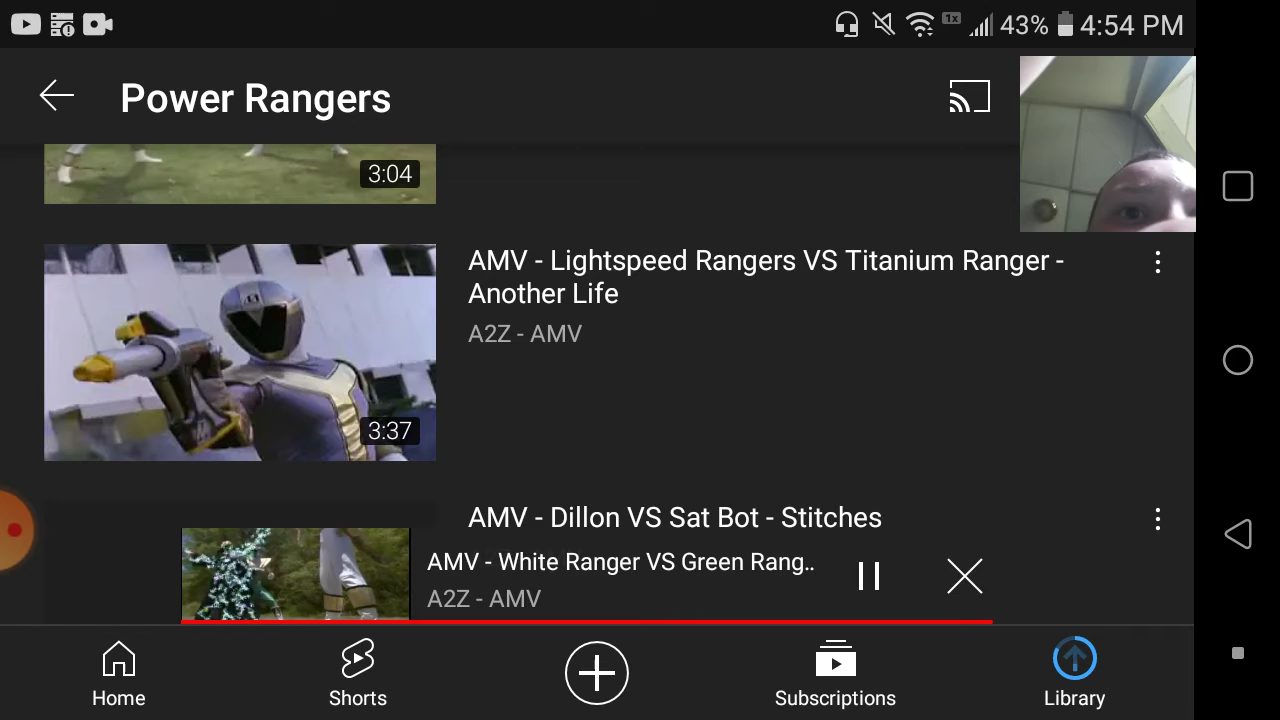 1x 43% 4:54 PM
Power Rangers
3:04
AMV - Lightspeed Rangers VS Titanium Ranger -
Another Life
A2Z - AMV
3:37
AMV - Dillon VS Sat Bot - Stitches
AMV - White Ranger VS Green Rang..
A2Z - AMV
Home
Shorts
Subscriptions
Library